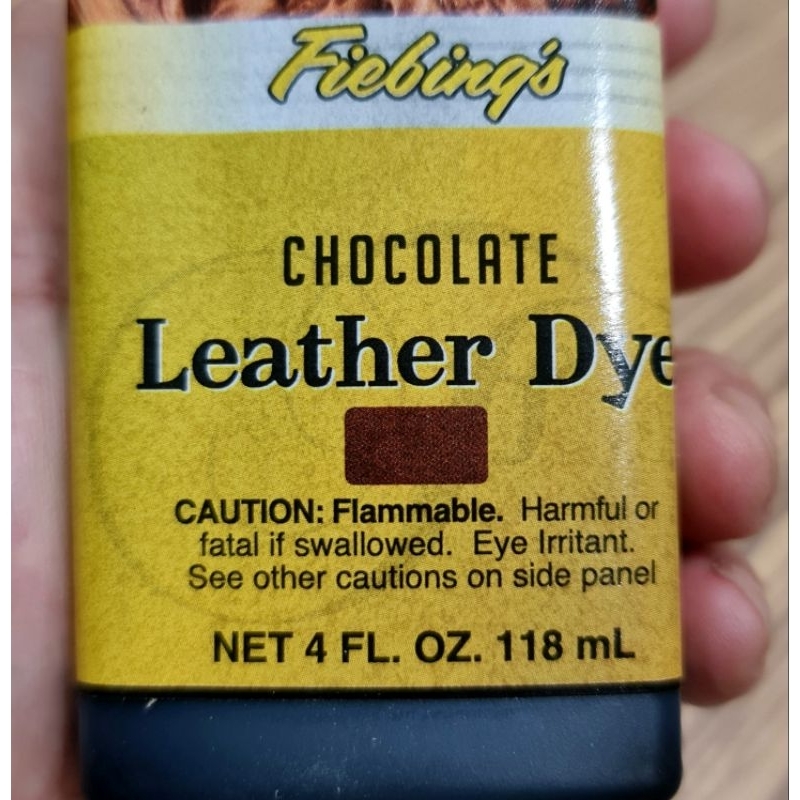 Fiebing's
CHOCOLATE
Leather Dye
CAUTION: Flammable. Harmful or
fatal if swallowed. Eye Irritant.
See other cautions on side panel
NET 4 FL. OZ. 118 mL